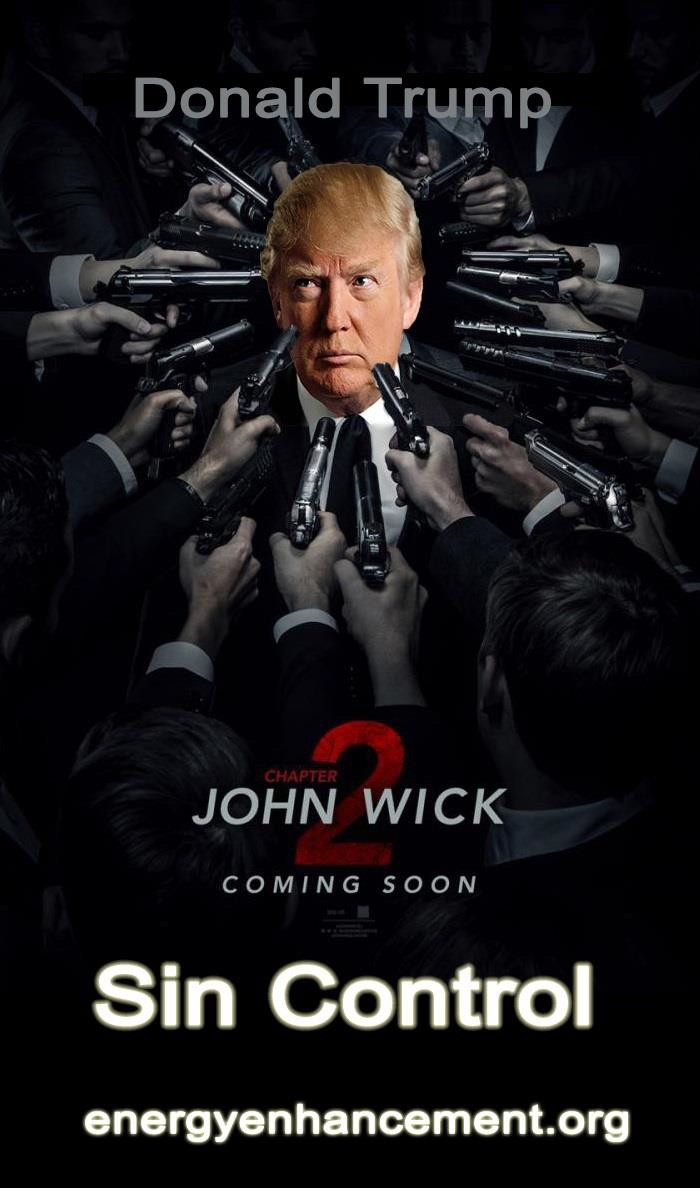 Donald Trump
CHAPTER 2
JOHN WICK
COMING SOON
Sin Control
energyenhancement.org